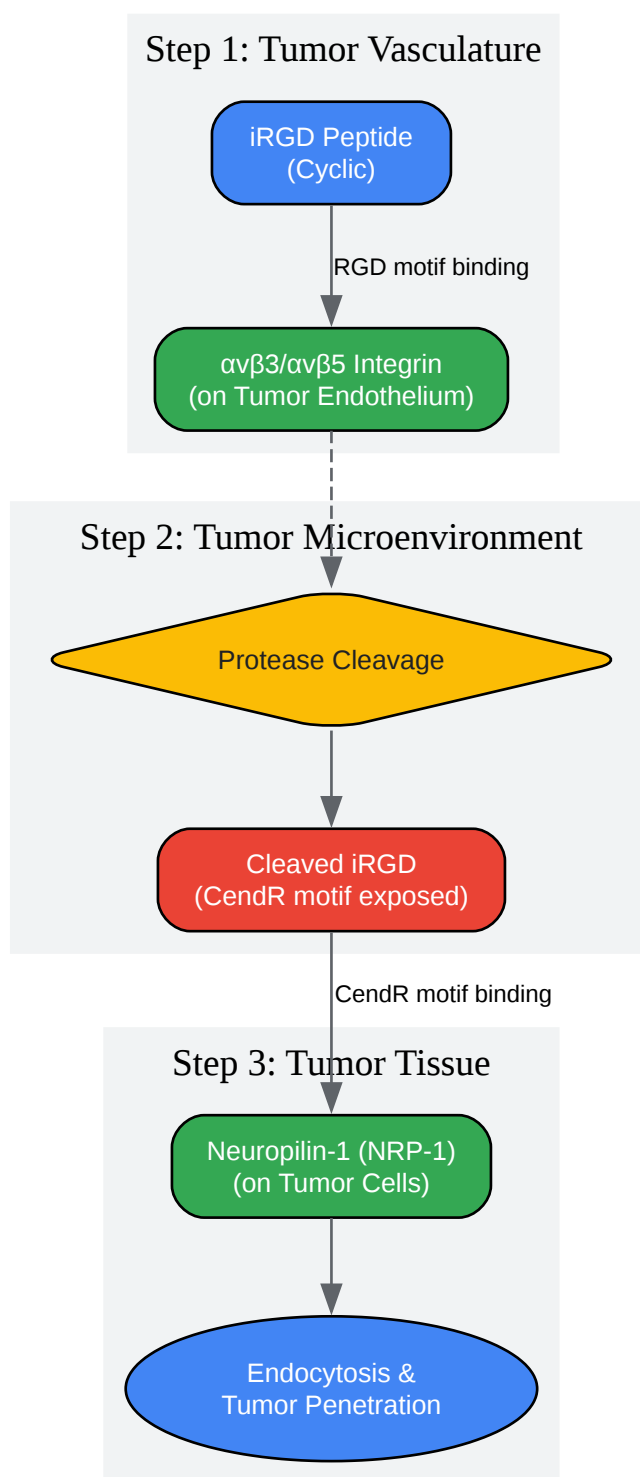 Step 1: Tumor Vasculature
iRGD Peptide
(Cyclic)
RGD motif binding
αvβ3/αvβ5 Integrin
(on Tumor Endothelium)
Step 2: Tumor Microenvironment
Protease Cleavage
Cleaved iRGD
(CendR motif exposed)
CendR motif binding
Step 3: Tumor Tissue
Neuropilin-1 (NRP-1)
(on Tumor Cells)
Endocytosis &
Tumor Penetration